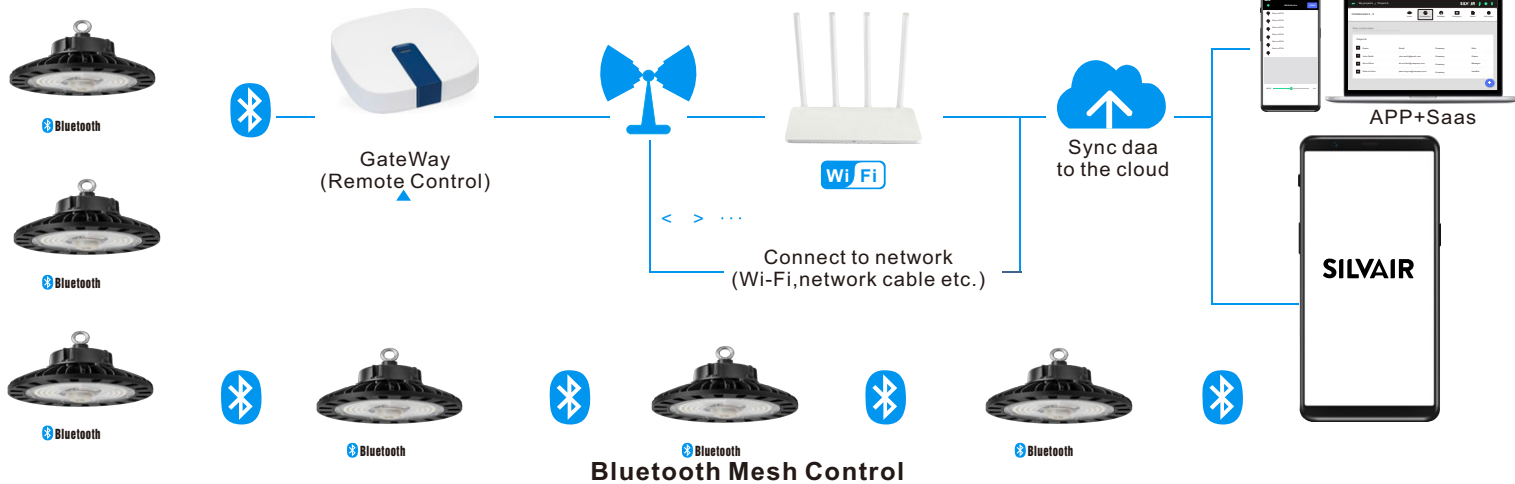 SILVAIR
APP+Saas
Bluetooth
GateWay
(Remote Control)
Wi Fi
Sync daa
to the cloud
< > ···
Connect to network
(Wi-Fi,network cable etc.)
Bluetooth
SILVAIR
Bluetooth
Bluetooth
Bluetooth
Bluetooth
Bluetooth Mesh Control